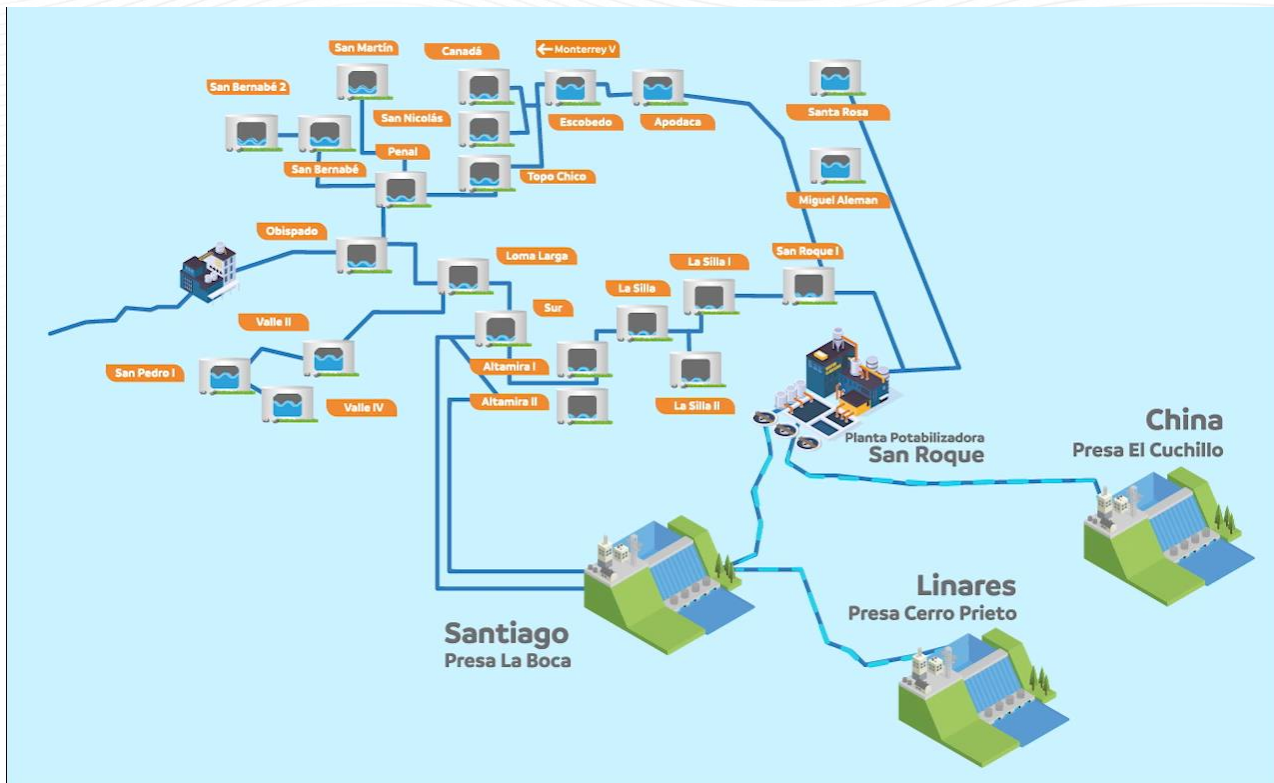 San Martín
Canadá
← Monterrey V
San Bernabé 2
San Nicolás
Escobedo
Apodaca
Santa Rosa
San Bernabé
Penal
Topo Chico
Miguel Aleman
Obispado
Loma Larga
San Roque I
La Silla I
La Silla
Sur
Valle II
Altamira I
San Pedro I
Altamira II
Valle IV
La Silla II
China
Presa El Cuchillo
Planta Potabilizadora
San Roque
Linares
Presa Cerro Prieto
Santiago
Presa La Boca